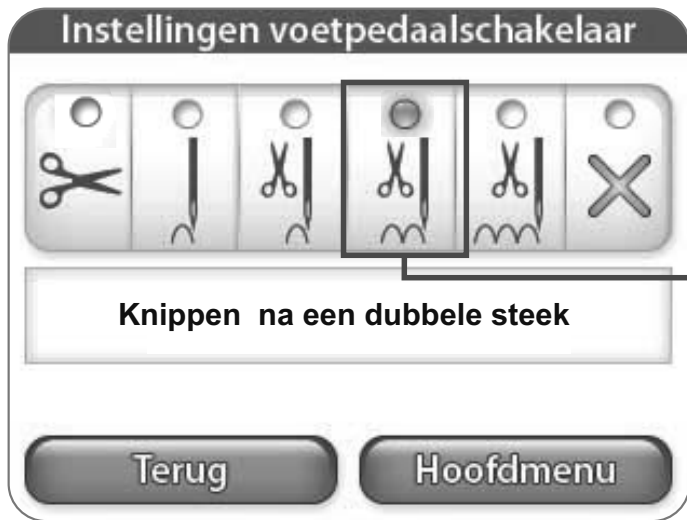 Instellingen voetpedaalschakelaar
Knippen na een dubbele steek
Terug
Hoofdmenu